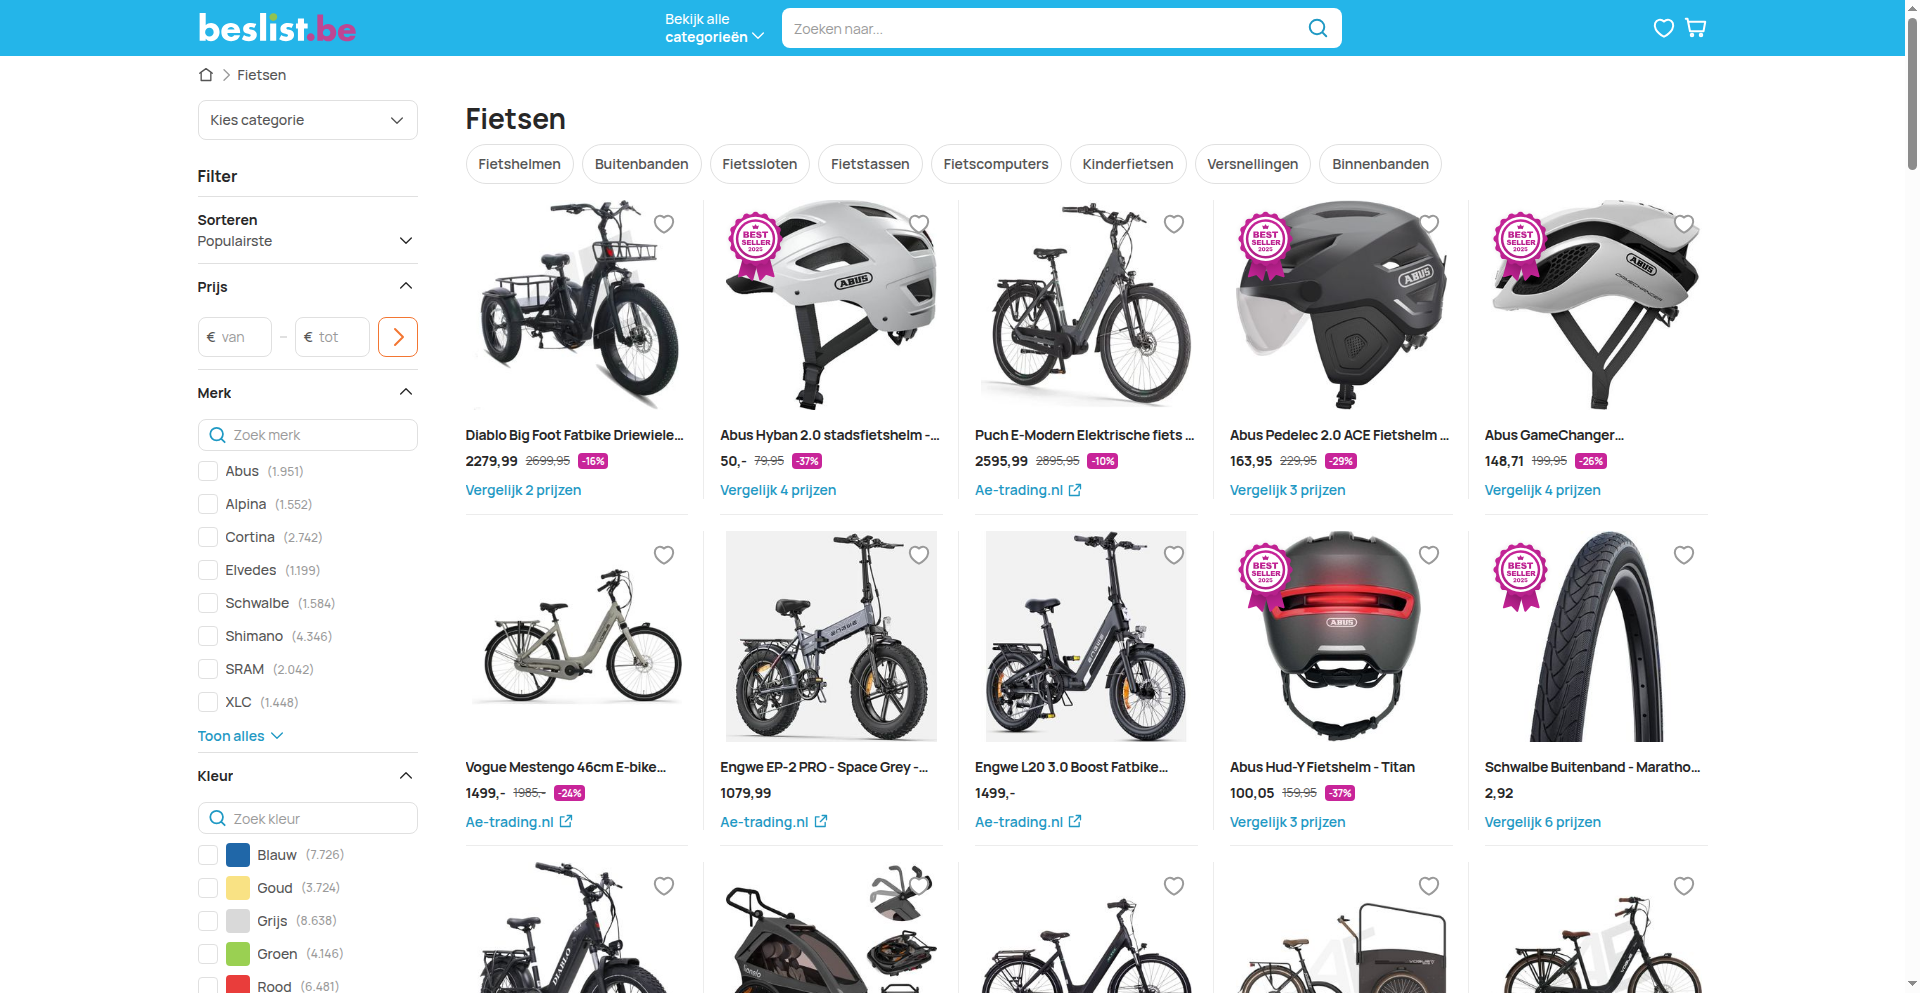 beslist.be
Bekijk alle
categorieën
Zoeken naar...
Fietsen
Kies categorie
Filter
Sorteren
Populairste
Prijs
€ van
–
€ tot
Merk
Zoek merk
Abus (1.951)
Alpina (1.552)
Cortina (2.742)
Elvedes (1.199)
Schwalbe (1.584)
Shimano (4.346)
SRAM (2.042)
XLC (1.448)
Toon alles
Kleur
Zoek kleur
Blauw (7.726)
Goud (3.724)
Grijs (8.638)
Groen (4.146)
Rood (6.481)
Fietsen
Fietshelmen
Buitenbanden
Fietssloten
Fietstassen
Fietscomputers
Kinderfietsen
Versnellingen
Binnenbanden
Diablo Big Foot Fatbike Driewiele...
2279,99 2699,95 -16%
Vergelijk 2 prijzen
BEST
SELLER
2025
ABUS
Abus Hyban 2.0 stadsfietshelm -...
50,- 79,95 -37%
Vergelijk 4 prijzen
Puch E-Modern Elektrische fiets ...
2595,99 2895,95 -10%
Ae-trading.nl
BEST
SELLER
2025
ABUS
Abus Pedelec 2.0 ACE Fietshelm ...
163,95 229,95 -29%
Vergelijk 3 prijzen
BEST
SELLER
2025
ABUS
GAMECHANGER
Abus GameChanger...
148,71 199,95 -26%
Vergelijk 4 prijzen
Vogue Mestengo 46cm E-bike...
1499,- 1985,- -24%
Ae-trading.nl
ENGWE
Engwe EP-2 PRO - Space Grey -...
1079,99
Ae-trading.nl
ENGWE
Engwe L20 3.0 Boost Fatbike...
1499,-
Ae-trading.nl
BEST
SELLER
2025
ABUS
Abus Hud-Y Fietshelm - Titan
100,05 159,95 -37%
Vergelijk 3 prijzen
BEST
SELLER
2025
Schwalbe Buitenband - Maratho...
2,92
Vergelijk 6 prijzen
DIABLO